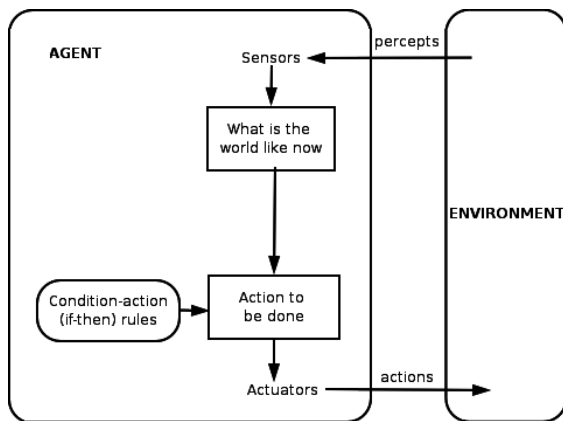 AGENT
Sensors
percepts
What is the
world like now
ENVIRONMENT
Condition-action
(if-then) rules
Action to
be done
Actuators
actions